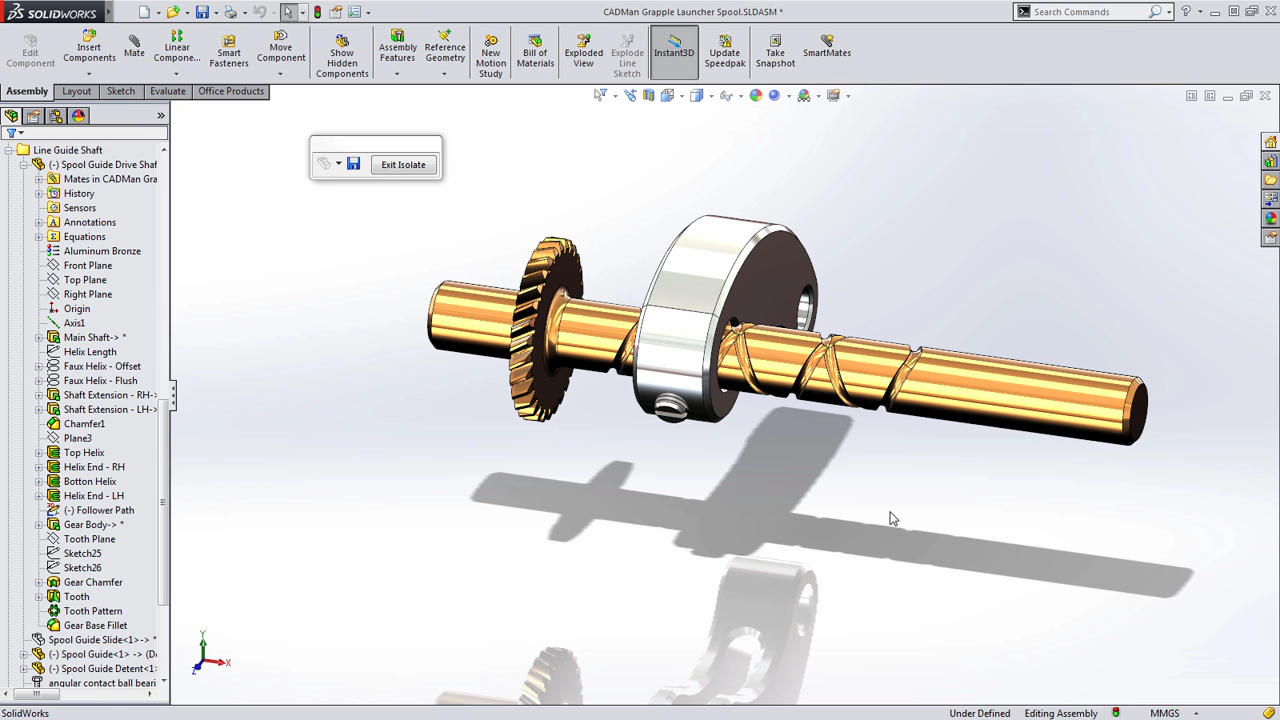 SOLIDWORKS
CADMan Grapple Launcher Spool.SLDASM *
Search Commands
Edit Component
Insert Components
Mate
Linear Compone...
Smart Fasteners
Move Component
Show Hidden Components
Assembly Features
Reference Geometry
New Motion Study
Bill of Materials
Exploded View
Explode Line Sketch
Instant3D
Update Speedpak
Take Snapshot
SmartMates
Assembly
Layout
Sketch
Evaluate
Office Products
Exit Isolate
Line Guide Shaft
(-) Spool Guide Drive Shaf
Mates in CADMan Gra
History
Sensors
Annotations
Equations
Aluminum Bronze
Front Plane
Top Plane
Right Plane
Origin
Axis1
Main Shaft-> *
Helix Length
Faux Helix - Offset
Faux Helix - Flush
Shaft Extension - RH->
Shaft Extension - LH->
Chamfer1
Plane3
Top Helix
Helix End - RH
Botton Helix
Helix End - LH
(-) Follower Path
Gear Body-> *
Tooth Plane
Sketch25
Sketch26
Gear Chamfer
Tooth
Tooth Pattern
Gear Base Fillet
Spool Guide Slide<1>-> *
(-) Spool Guide<1> -> (D
(-) Spool Guide Detent<1
angular contact ball beari
Y
X
Z
SolidWorks
Under Defined
Editing Assembly
MMGS